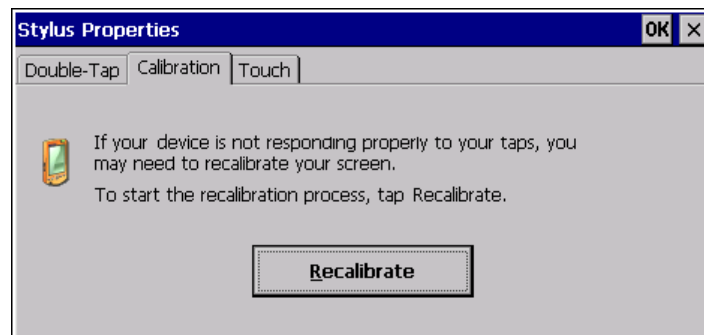 Stylus Properties OK ×
Double-Tap Calibration Touch
If your device is not responding properly to your taps, you
may need to recalibrate your screen.
To start the recalibration process, tap Recalibrate.
Recalibrate